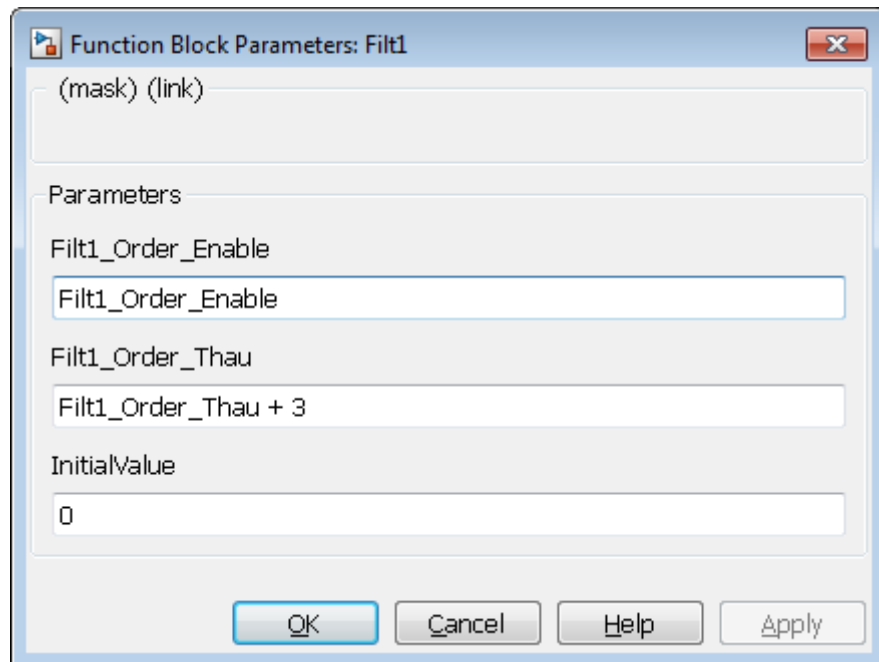 Function Block Parameters: Filt1
(mask) (link)
Parameters
Filt1_Order_Enable
Filt1_Order_Enable
Filt1_Order_Thau
Filt1_Order_Thau + 3
InitialValue
0
OK Cancel Help Apply